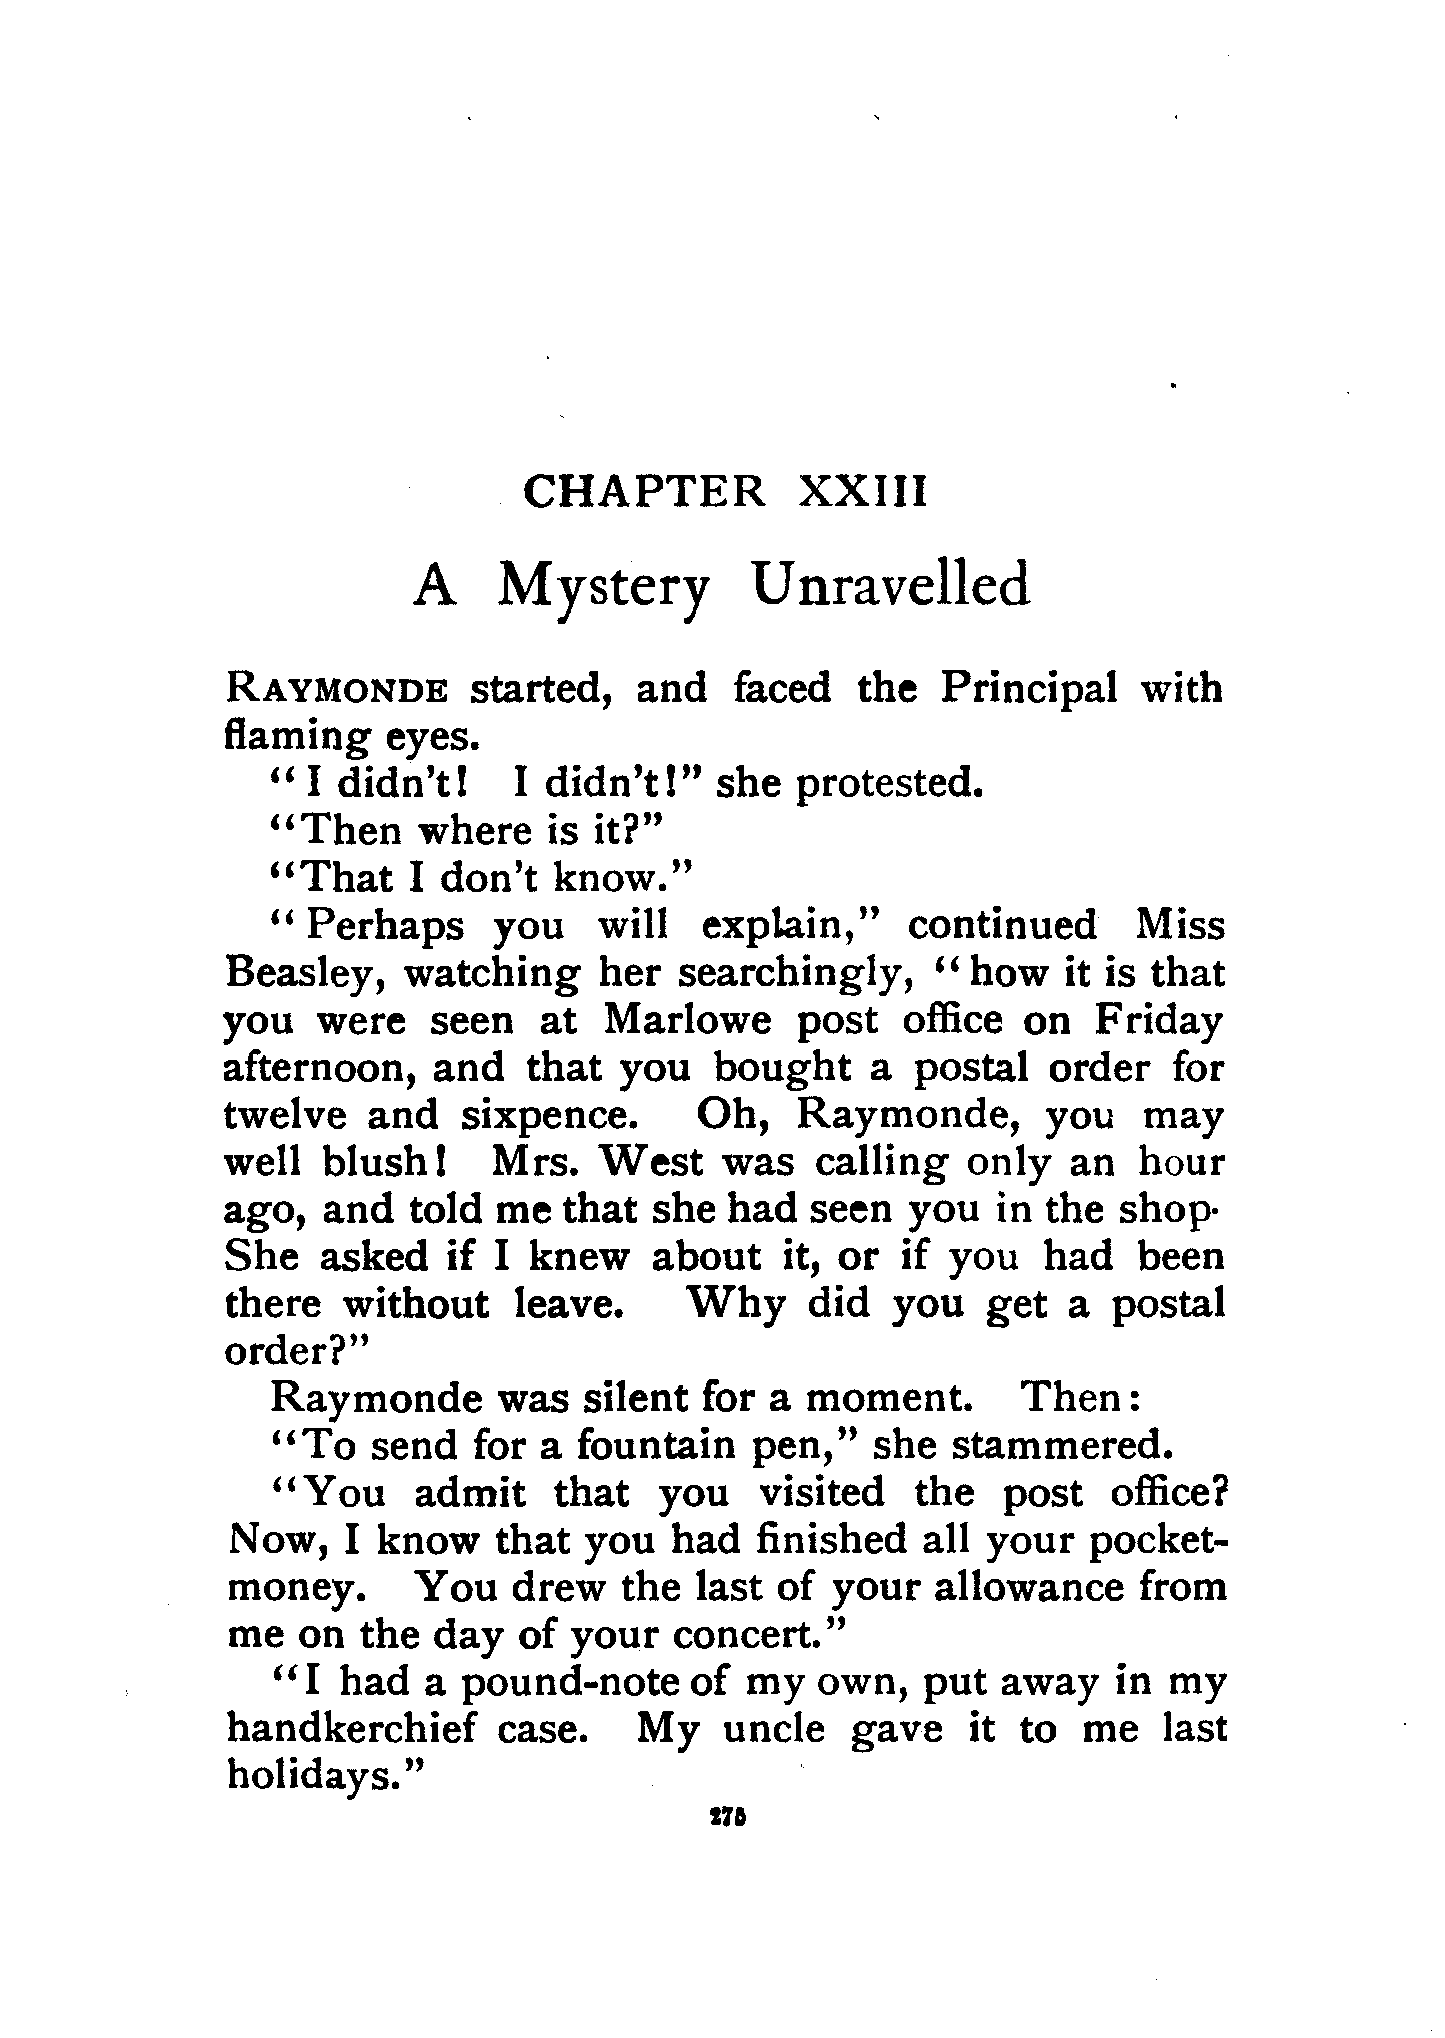 CHAPTER XXIII
A Mystery Unravelled
RAYMONDE started, and faced the Principal with
flaming eyes.
“I didn't! I didn't!” she protested.
“Then where is it?”
“That I don't know.”
“Perhaps you will explain,” continued Miss
Beasley, watching her searchingly, “how it is that
you were seen at Marlowe post office on Friday
afternoon, and that you bought a postal order for
twelve and sixpence. Oh, Raymonde, you may
well blush! Mrs. West was calling only an hour
ago, and told me that she had seen you in the shop.
She asked if I knew about it, or if you had been
there without leave. Why did you get a postal
order?”
Raymonde was silent for a moment. Then:
“To send for a fountain pen,” she stammered.
“You admit that you visited the post office?
Now, I know that you had finished all your pocket-
money. You drew the last of your allowance from
me on the day of your concert.”
“I had a pound-note of my own, put away in my
handkerchief case. My uncle gave it to me last
holidays.”
275